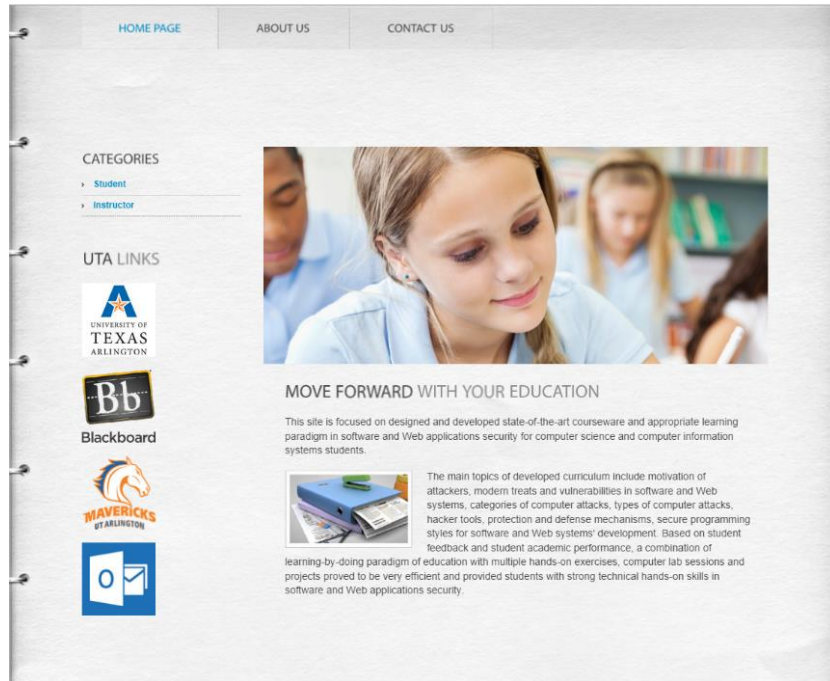 HOME PAGE
ABOUT US
CONTACT US
CATEGORIES
Student
Instructor
UTA LINKS
UNIVERSITY OF
TEXAS
ARLINGTON
Bb
Blackboard
MAVERICKS
UT ARLINGTON
O
MOVE FORWARD WITH YOUR EDUCATION
This site is focused on designed and developed state-of-the-art courseware and appropriate learning
paradigm in software and Web applications security for computer science and computer information
systems students.
The main topics of developed curriculum include motivation of
attackers, modern treats and vulnerabilities in software and Web
systems, categories of computer attacks, types of computer attacks,
hacker tools, protection and defense mechanisms, secure programming
styles for software and Web systems' development. Based on student
feedback and student academic performance, a combination of
learning-by-doing paradigm of education with multiple hands-on exercises, computer lab sessions and
projects proved to be very efficient and provided students with strong technical hands-on skills in
software and Web applications security.